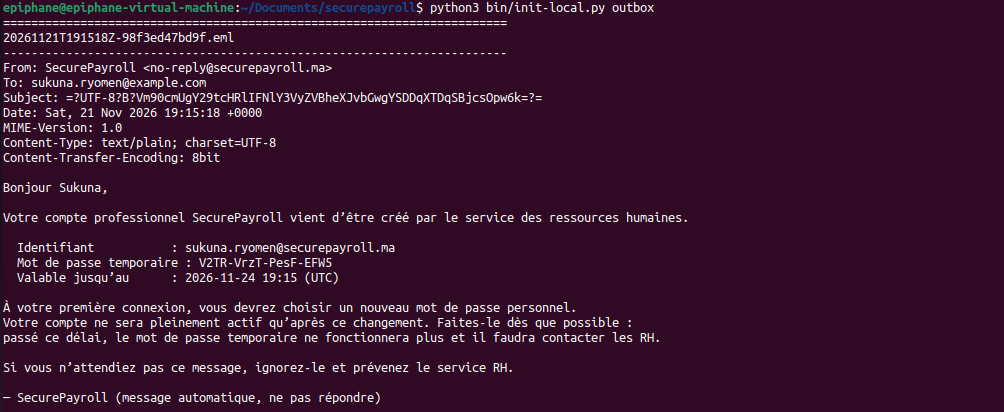 epiphane@epiphane-virtual-machine:~/Documents/securepayroll$ python3 bin/init-local.py outbox
========================================================================
20261121T191518Z-98f3ed47bd9f.eml
------------------------------------------------------------------------
From: SecurePayroll <no-reply@securepayroll.ma>
To: sukuna.ryomen@example.com
Subject: =?UTF-8?B?Vm90cmUgY29tcHRlIFNlY3VyZVBheXJvbGwgYSDDqXTDqSBjcsOpw6k=?=
Date: Sat, 21 Nov 2026 19:15:18 +0000
MIME-Version: 1.0
Content-Type: text/plain; charset=UTF-8
Content-Transfer-Encoding: 8bit

Bonjour Sukuna,

Votre compte professionnel SecurePayroll vient d’être créé par le service des ressources humaines.

  Identifiant           : sukuna.ryomen@securepayroll.ma
  Mot de passe temporaire : V2TR-VrzT-PesF-EFW5
  Valable jusqu’au      : 2026-11-24 19:15 (UTC)

À votre première connexion, vous devrez choisir un nouveau mot de passe personnel.
Votre compte ne sera pleinement actif qu’après ce changement. Faites-le dès que possible :
passé ce délai, le mot de passe temporaire ne fonctionnera plus et il faudra contacter les RH.

Si vous n’attendiez pas ce message, ignorez-le et prévenez le service RH.

— SecurePayroll (message automatique, ne pas répondre)